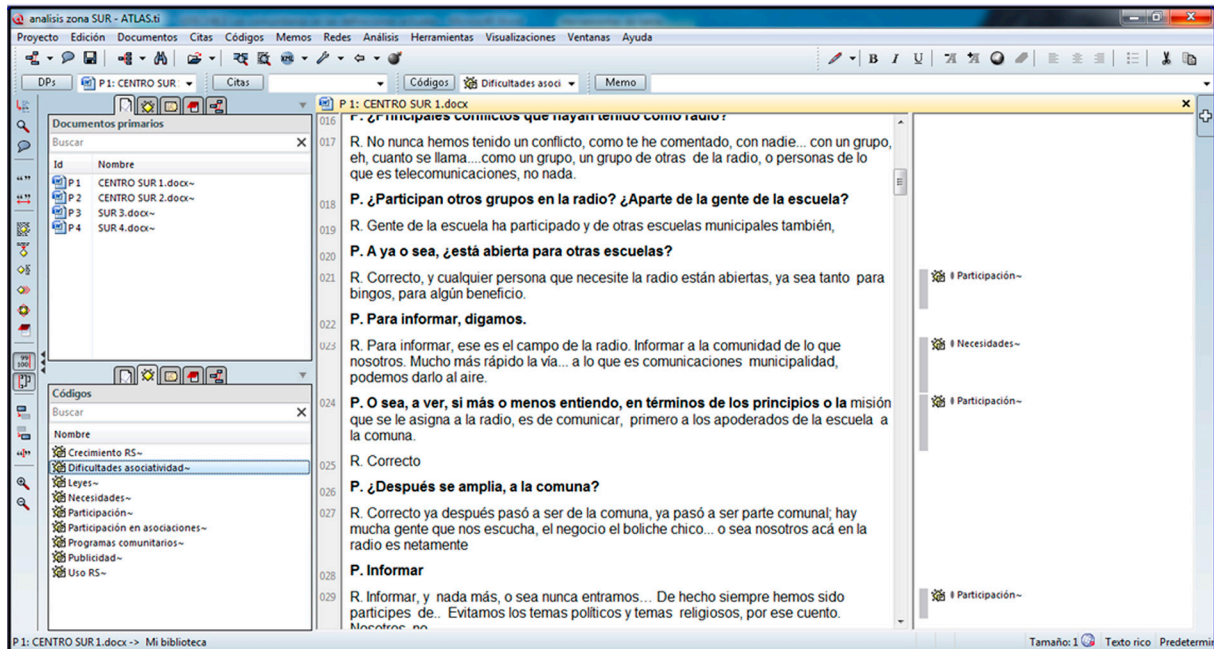 analisis zona SUR - ATLAS.ti
Proyecto Edición Documentos Citas Códigos Memos Redes Análisis Herramientas Visualizaciones Ventanas Ayuda
B I U
DPs P 1: CENTRO SUR Citas Códigos Dificultades asoci Memo
Documentos primarios
Buscar
Id Nombre
P 1 CENTRO SUR 1.docx~
P 2 CENTRO SUR 2.docx~
P 3 SUR 3.docx~
P 4 SUR 4.docx~
Códigos
Buscar
Nombre
Crecimiento RS~
Dificultades asociatividad~
Leyes~
Necesidades~
Participación~
Participación en asociaciones~
Programas comunitarios~
Publicidad~
Uso RS~
P 1: CENTRO SUR 1.docx
016 P. ¿Principales conflictos que hayan tenido como radio?
017 R. No nunca hemos tenido un conflicto, como te he comentado, con nadie... con un grupo,
eh, cuanto se llama....como un grupo, un grupo de otras de la radio, o personas de lo
que es telecomunicaciones, no nada.
018 P. ¿Participan otros grupos en la radio? ¿Aparte de la gente de la escuela?
019 R. Gente de la escuela ha participado y de otras escuelas municipales también,
020 P. A ya o sea, ¿está abierta para otras escuelas?
021 R. Correcto, y cualquier persona que necesite la radio están abiertas, ya sea tanto para
bingos, para algún beneficio.
022 P. Para informar, digamos.
023 R. Para informar, ese es el campo de la radio. Informar a la comunidad de lo que
nosotros. Mucho más rápido la vía... a lo que es comunicaciones municipalidad,
podemos darlo al aire.
024 P. O sea, a ver, si más o menos entiendo, en términos de los principios o la misión
que se le asigna a la radio, es de comunicar, primero a los apoderados de la escuela a
la comuna.
025 R. Correcto
026 P. ¿Después se amplia, a la comuna?
027 R. Correcto ya después pasó a ser de la comuna, ya pasó a ser parte comunal; hay
mucha gente que nos escucha, el negocio el boliche chico... o sea nosotros acá en la
radio es netamente
028 P. Informar
029 R. Informar, y nada más, o sea nunca entramos... De hecho siempre hemos sido
participes de.. Evitamos los temas políticos y temas religiosos, por ese cuento.
Nosotros, no
Participación~
Necesidades~
Participación~
Participación~
P 1: CENTRO SUR 1.docx -> Mi biblioteca
Tamaño: 1 Texto rico Predetermin